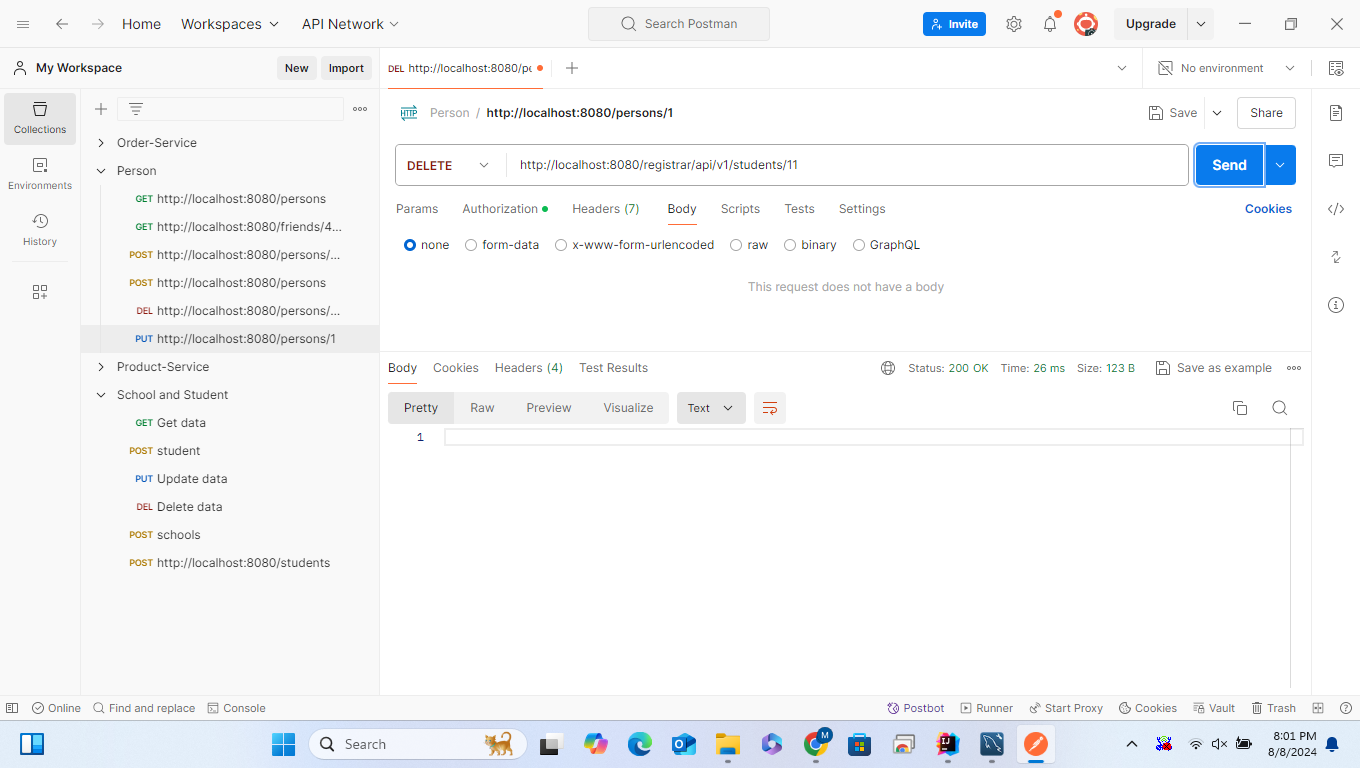 Home Workspaces API Network Search Postman Invite Upgrade
My Workspace New Import DEL http://localhost:8080/pe No environment
Collections
Environments
History
Order-Service
Person
GET http://localhost:8080/persons
GET http://localhost:8080/friends/4...
POST http://localhost:8080/persons/...
POST http://localhost:8080/persons
DEL http://localhost:8080/persons/...
PUT http://localhost:8080/persons/1
Product-Service
School and Student
GET Get data
POST student
PUT Update data
DEL Delete data
POST schools
POST http://localhost:8080/students
HTTP Person / http://localhost:8080/persons/1 Save Share
DELETE http://localhost:8080/registrar/api/v1/students/11 Send
Params Authorization Headers (7) Body Scripts Tests Settings Cookies
none form-data x-www-form-urlencoded raw binary GraphQL
This request does not have a body
Body Cookies Headers (4) Test Results Status: 200 OK Time: 26 ms Size: 123 B Save as example
Pretty Raw Preview Visualize Text
1
Online Find and replace Console Postbot Runner Start Proxy Cookies Vault Trash
Search M IJ 8:01 PM
8/8/2024